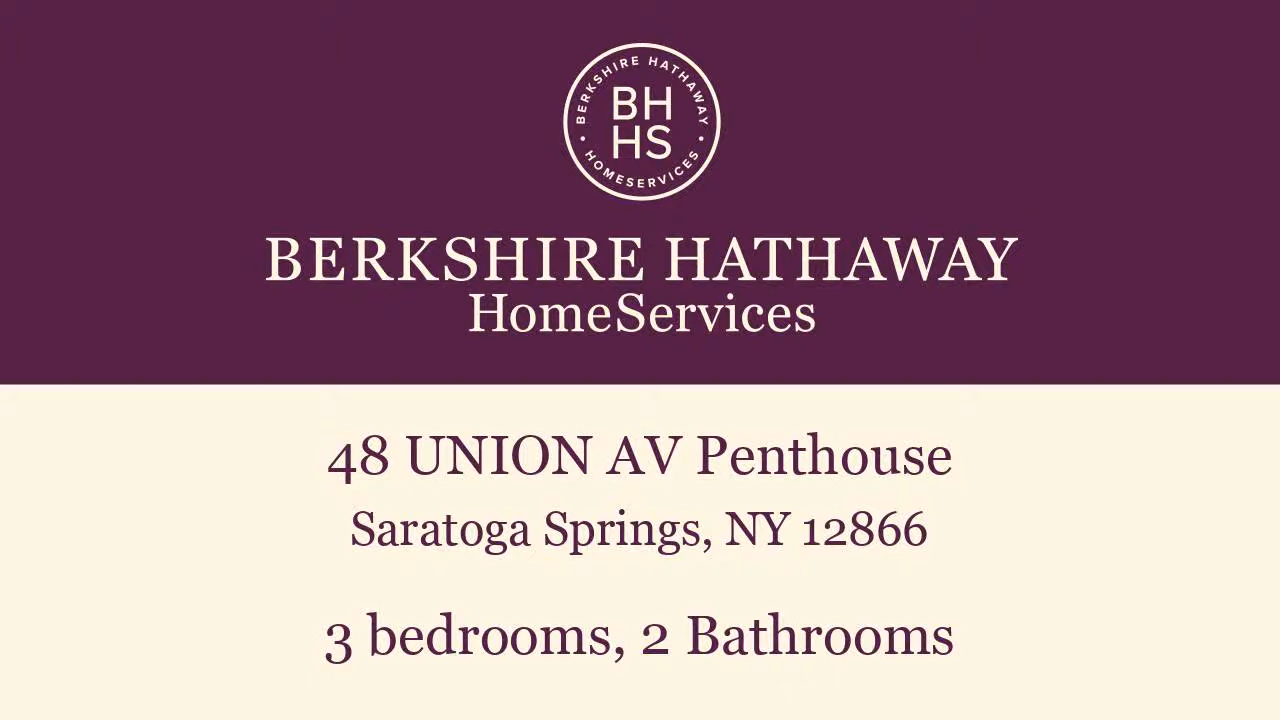 BERKSHIRE HATHAWAY
BH
HS
HOMESERVICES
BERKSHIRE HATHAWAY
HomeServices
48 UNION AV Penthouse
Saratoga Springs, NY 12866
3 bedrooms, 2 Bathrooms